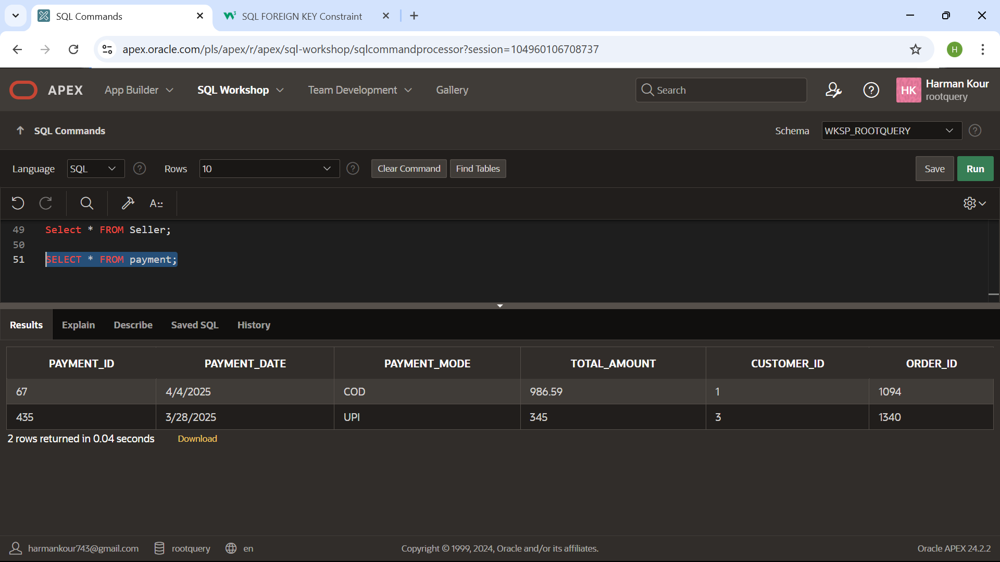 SQL Commands
SQL FOREIGN KEY Constraint
apex.oracle.com/pls/apex/r/apex/sql-workshop/sqlcommandprocessor?session=104960106708737
H
APEX
App Builder
SQL Workshop
Team Development
Gallery
Search
HK
Harman Kour
rootquery
SQL Commands
Schema
WKSP_ROOTQUERY
Language
SQL
Rows
10
Clear Command
Find Tables
Save
Run
A::
49 Select * FROM Seller;
50
51 SELECT * FROM payment;
Results
Explain
Describe
Saved SQL
History
PAYMENT_ID PAYMENT_DATE PAYMENT_MODE TOTAL_AMOUNT CUSTOMER_ID ORDER_ID
67 4/4/2025 COD 986.59 1 1094
435 3/28/2025 UPI 345 3 1340
2 rows returned in 0.04 seconds
Download
harmankour743@gmail.com
rootquery
en
Copyright © 1999, 2024, Oracle and/or its affiliates.
Oracle APEX 24.2.2